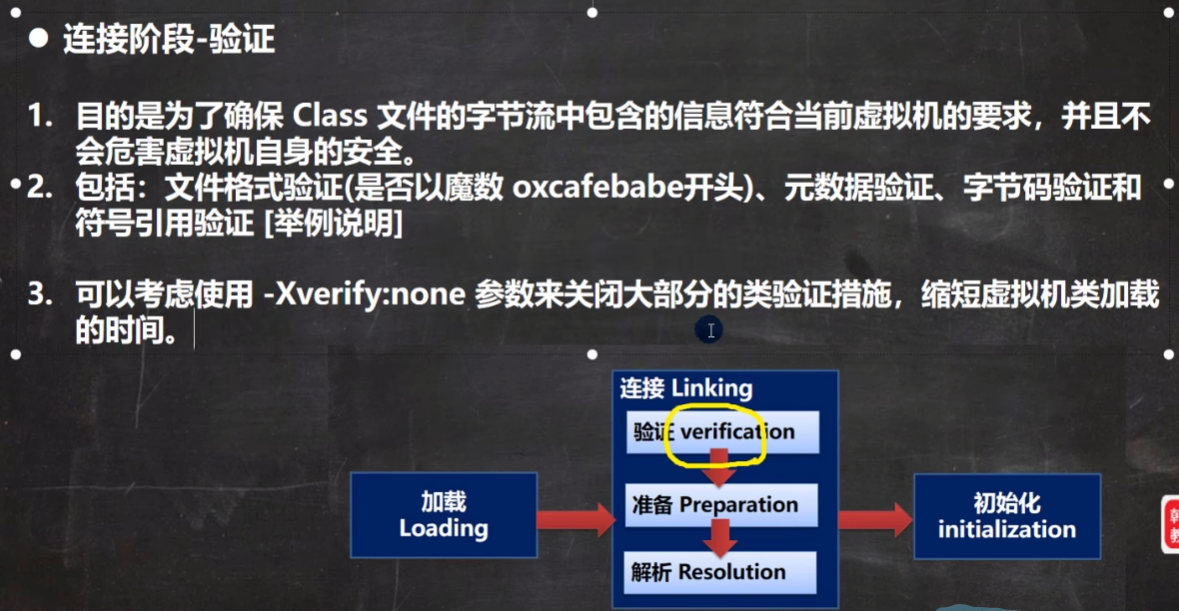 ● 连接阶段-验证
1. 目的是为了确保 Class 文件的字节流中包含的信息符合当前虚拟机的要求，并且不
会危害虚拟机自身的安全。
2. 包括：文件格式验证(是否以魔数 oxcafebabe开头)、元数据验证、字节码验证和
符号引用验证 [举例说明]
3. 可以考虑使用 -Xverify:none 参数来关闭大部分的类验证措施，缩短虚拟机类加载
的时间。
连接 Linking
验证 verification
准备 Preparation
解析 Resolution
加载
Loading
初始化
initialization